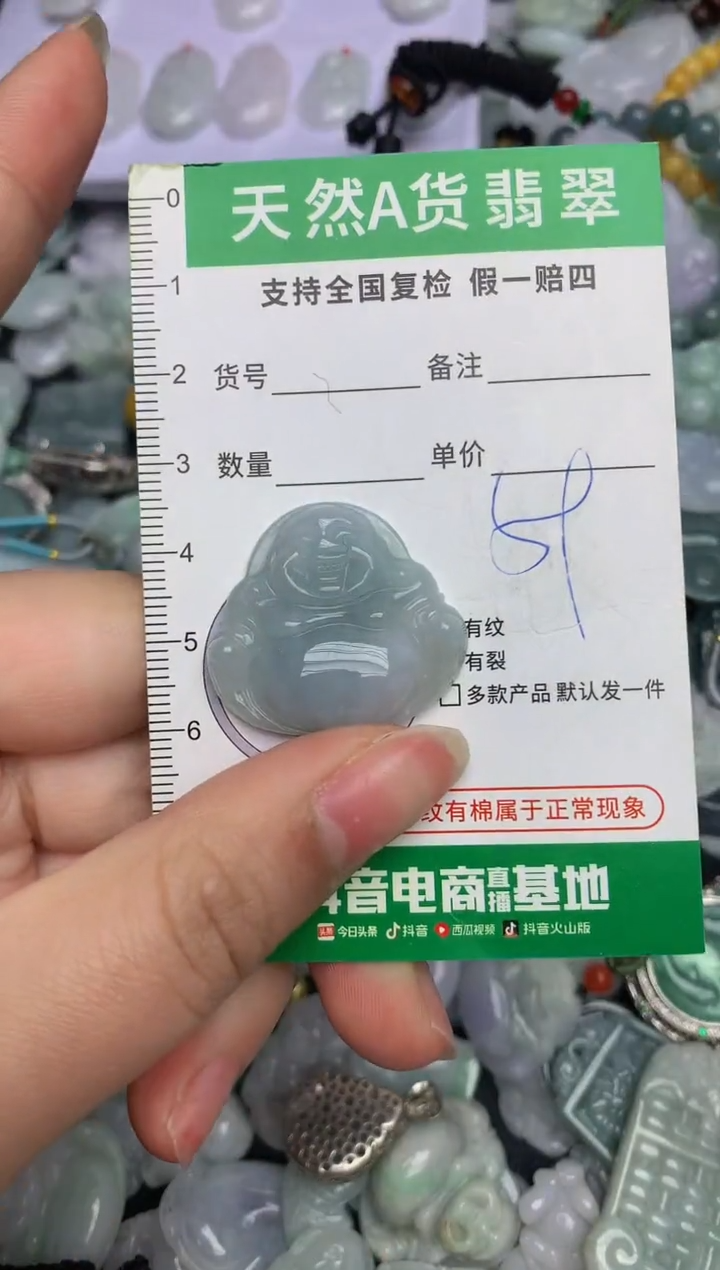 天然A货翡翠
支持全国复检 假一赔四
货号 备注
数量 单价
有纹
有裂
多款产品 默认发一件
纹有棉属于正常现象
音电商直播基地
今日头条 抖音 西瓜视频 抖音火山版
0
1
2
3
4
5
6